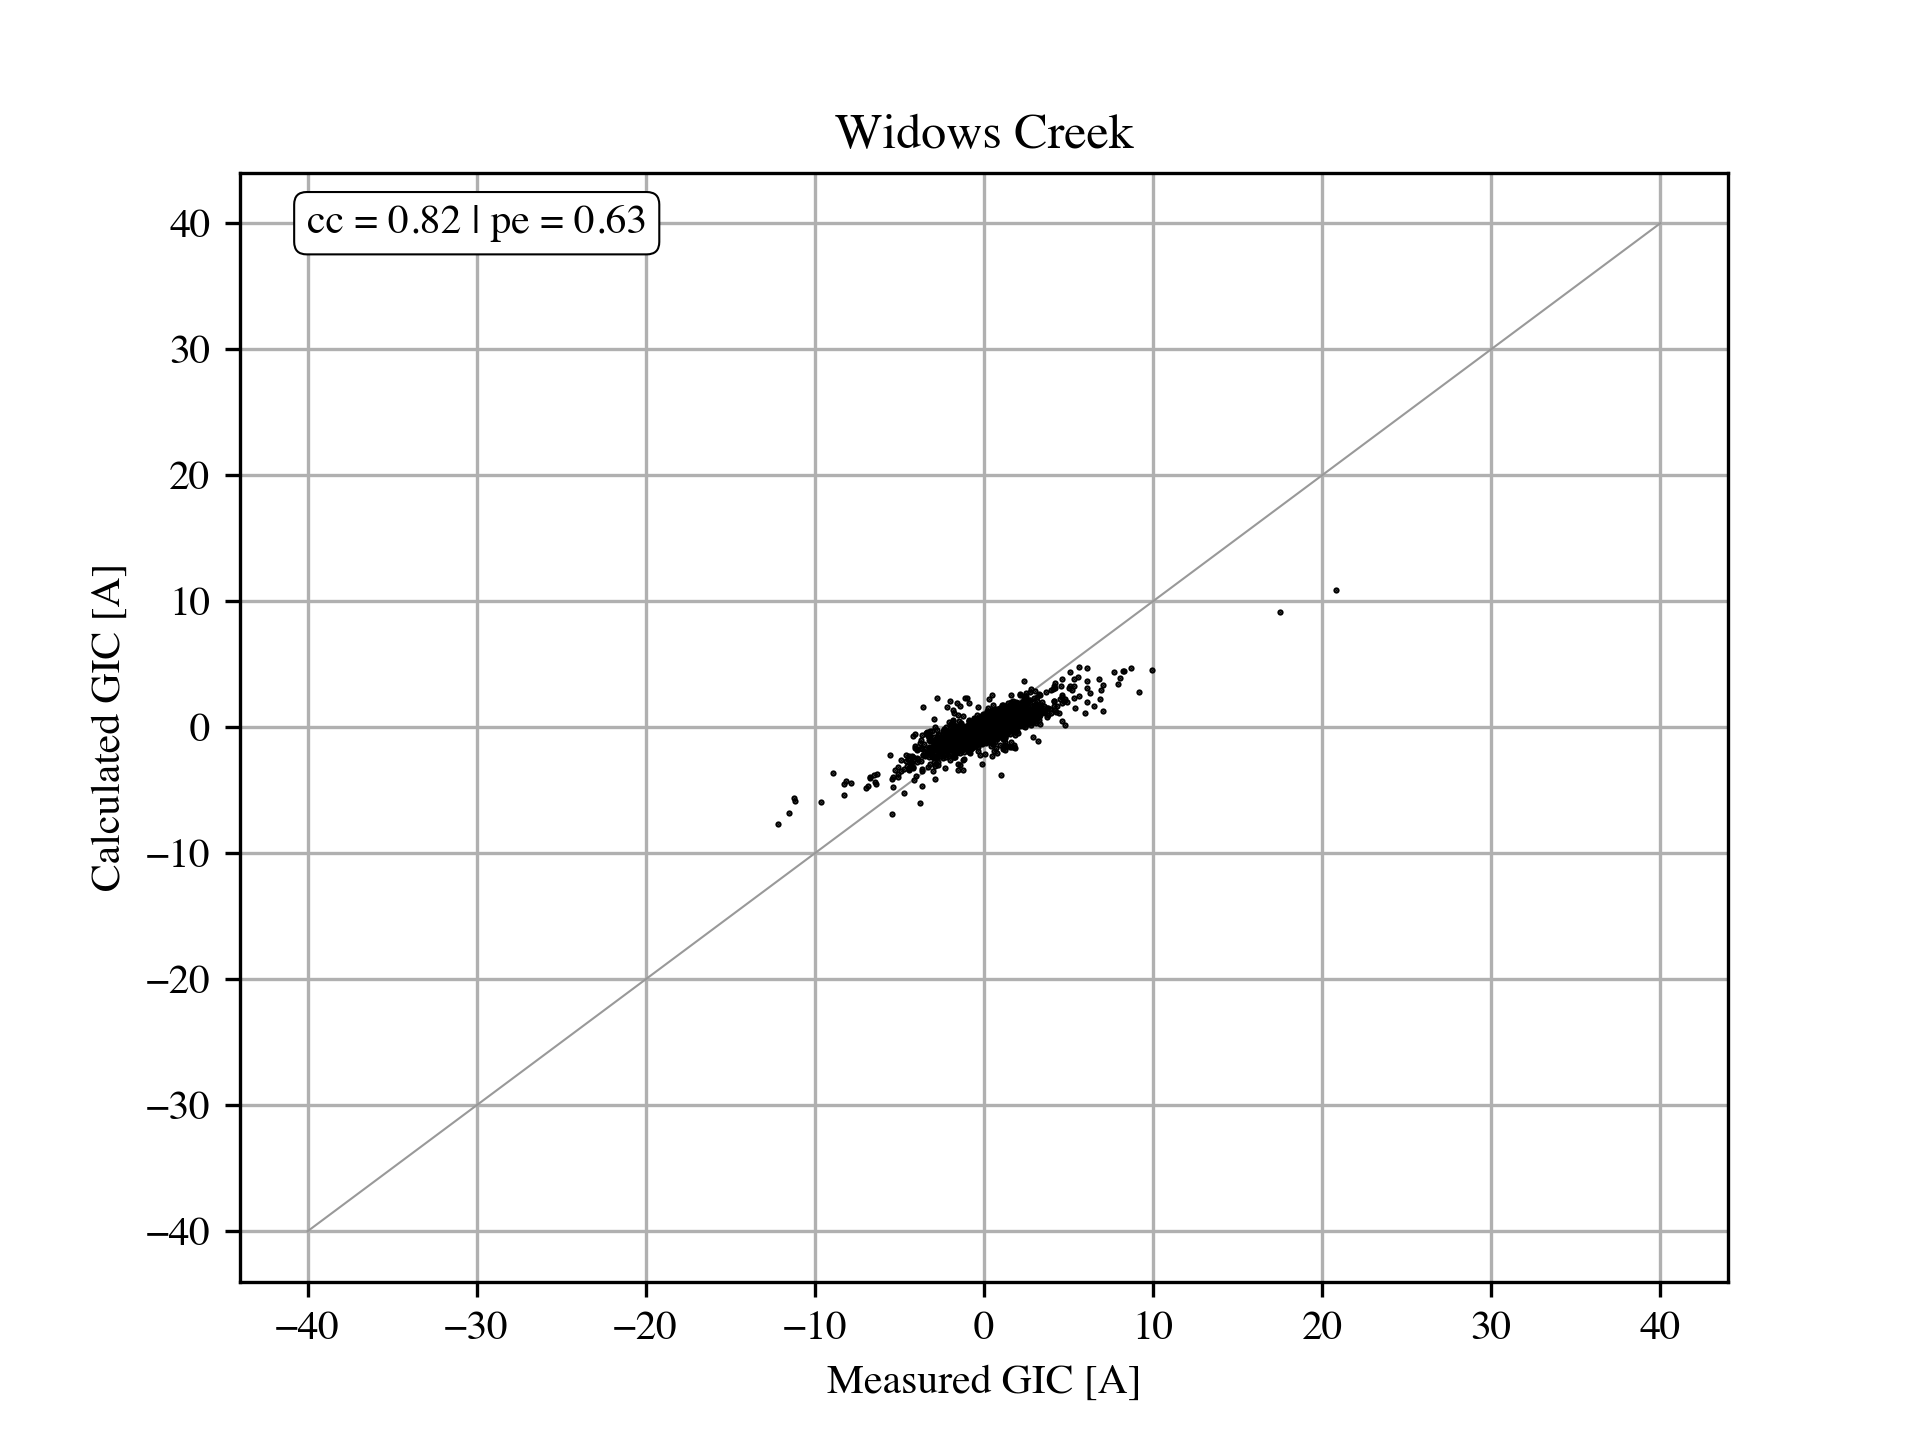 Widows Creek
cc = 0.82 | pe = 0.63
40
30
20
10
0
−10
−20
−30
−40
Calculated GIC [A]
−40 −30 −20 −10 0 10 20 30 40
Measured GIC [A]